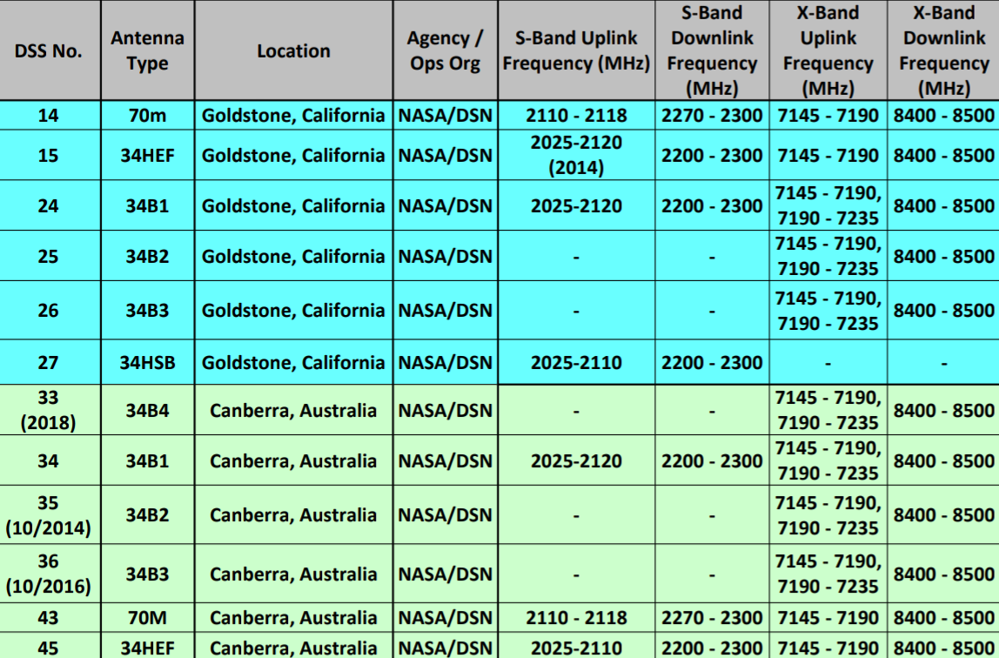 DSS No. Antenna Type Location Agency / Ops Org S-Band Uplink Frequency (MHz) S-Band Downlink Frequency (MHz) X-Band Uplink Frequency (MHz) X-Band Downlink Frequency (MHz)
14 70m Goldstone, California NASA/DSN 2110 - 2118 2270 - 2300 7145 - 7190 8400 - 8500
15 34HEF Goldstone, California NASA/DSN 2025-2120 (2014) 2200 - 2300 7145 - 7190 8400 - 8500
24 34B1 Goldstone, California NASA/DSN 2025-2120 2200 - 2300 7145 - 7190, 7190 - 7235 8400 - 8500
25 34B2 Goldstone, California NASA/DSN - - 7145 - 7190, 7190 - 7235 8400 - 8500
26 34B3 Goldstone, California NASA/DSN - - 7145 - 7190, 7190 - 7235 8400 - 8500
27 34HSB Goldstone, California NASA/DSN 2025-2110 2200 - 2300 - -
33 (2018) 34B4 Canberra, Australia NASA/DSN - - 7145 - 7190, 7190 - 7235 8400 - 8500
34 34B1 Canberra, Australia NASA/DSN 2025-2120 2200 - 2300 7145 - 7190, 7190 - 7235 8400 - 8500
35 (10/2014) 34B2 Canberra, Australia NASA/DSN - - 7145 - 7190, 7190 - 7235 8400 - 8500
36 (10/2016) 34B3 Canberra, Australia NASA/DSN - - 7145 - 7190, 7190 - 7235 8400 - 8500
43 70M Canberra, Australia NASA/DSN 2110 - 2118 2270 - 2300 7145 - 7190 8400 - 8500
45 34HEF Canberra, Australia NASA/DSN 2025-2110 2200 - 2300 7145 - 7190 8400 - 8500